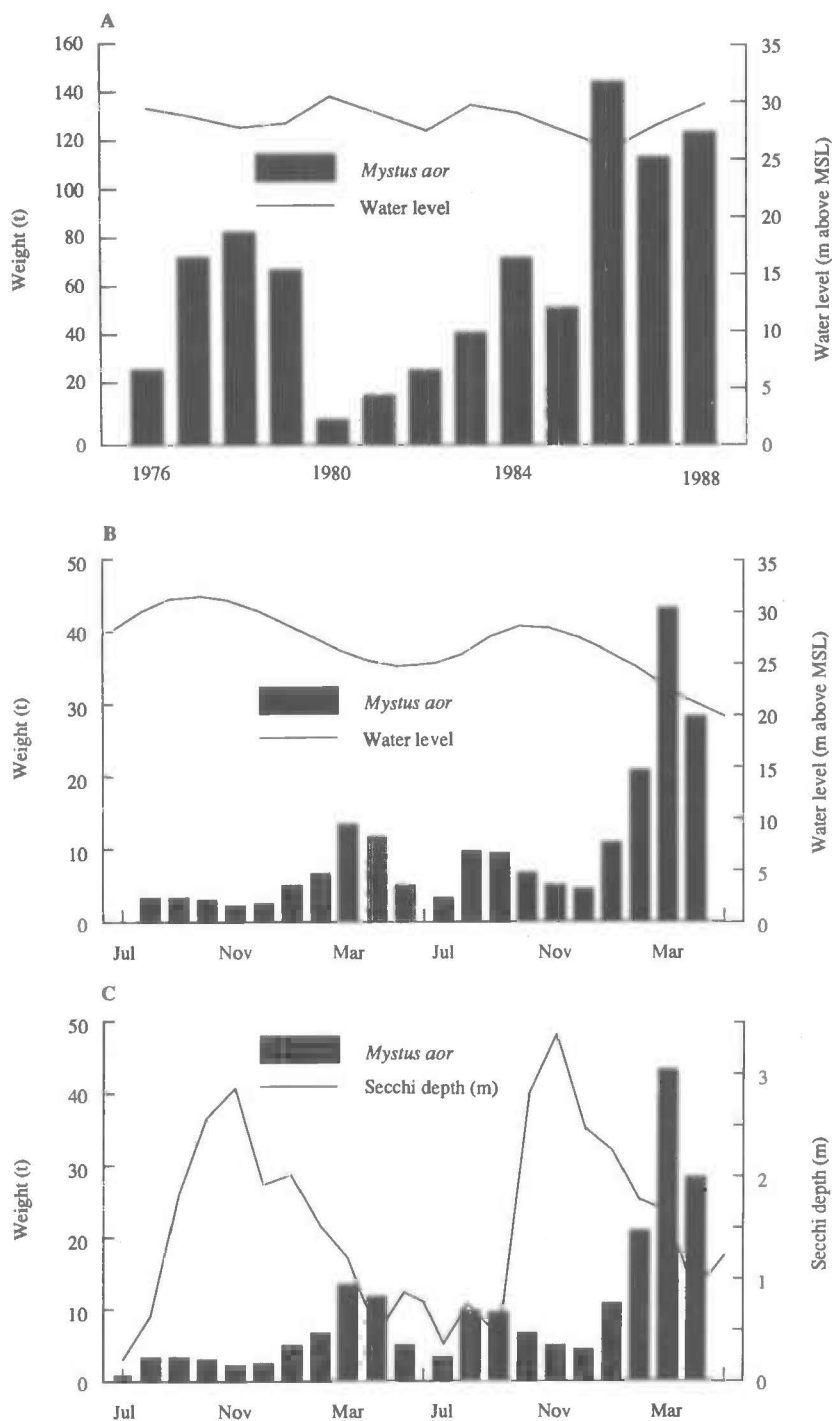 A
Weight (t)
160
140
120
100
80
60
40
20
0
Mystus aor
Water level
35
30
25
20
15
10
5
0
Water level (m above MSL)
1976 1980 1984 1988
B
Weight (t)
50
40
30
20
10
0
Mystus aor
Water level
35
30
25
20
15
10
5
0
Water level (m above MSL)
Jul Nov Mar Jul Nov Mar
C
Weight (t)
50
40
30
20
10
0
Mystus aor
Secchi depth (m)
3
2
1
0
Secchi depth (m)
Jul Nov Mar Jul Nov Mar